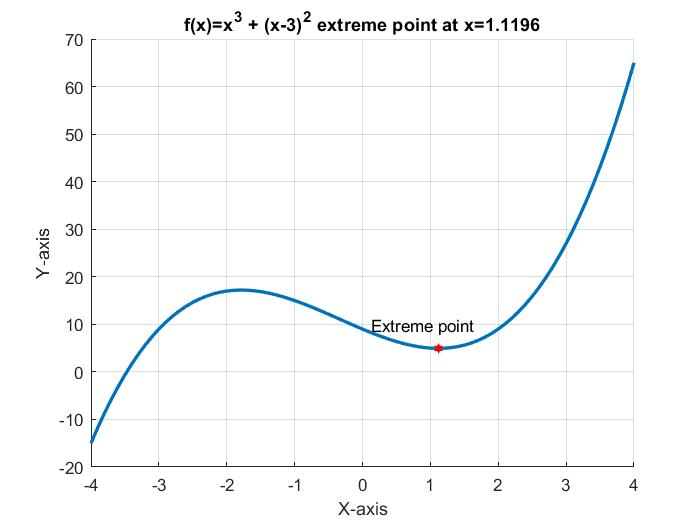 f(x)=x^3 + (x-3)^2 extreme point at x=1.1196
70
60
50
40
30
20
10
0
-10
-20
Y-axis
Extreme point
-4 -3 -2 -1 0 1 2 3 4
X-axis